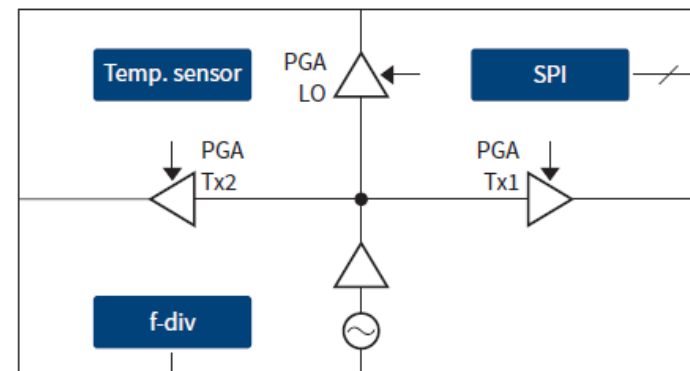 Temp. sensor
PGA
LO
SPI
PGA
Tx2
PGA
Tx1
f-div